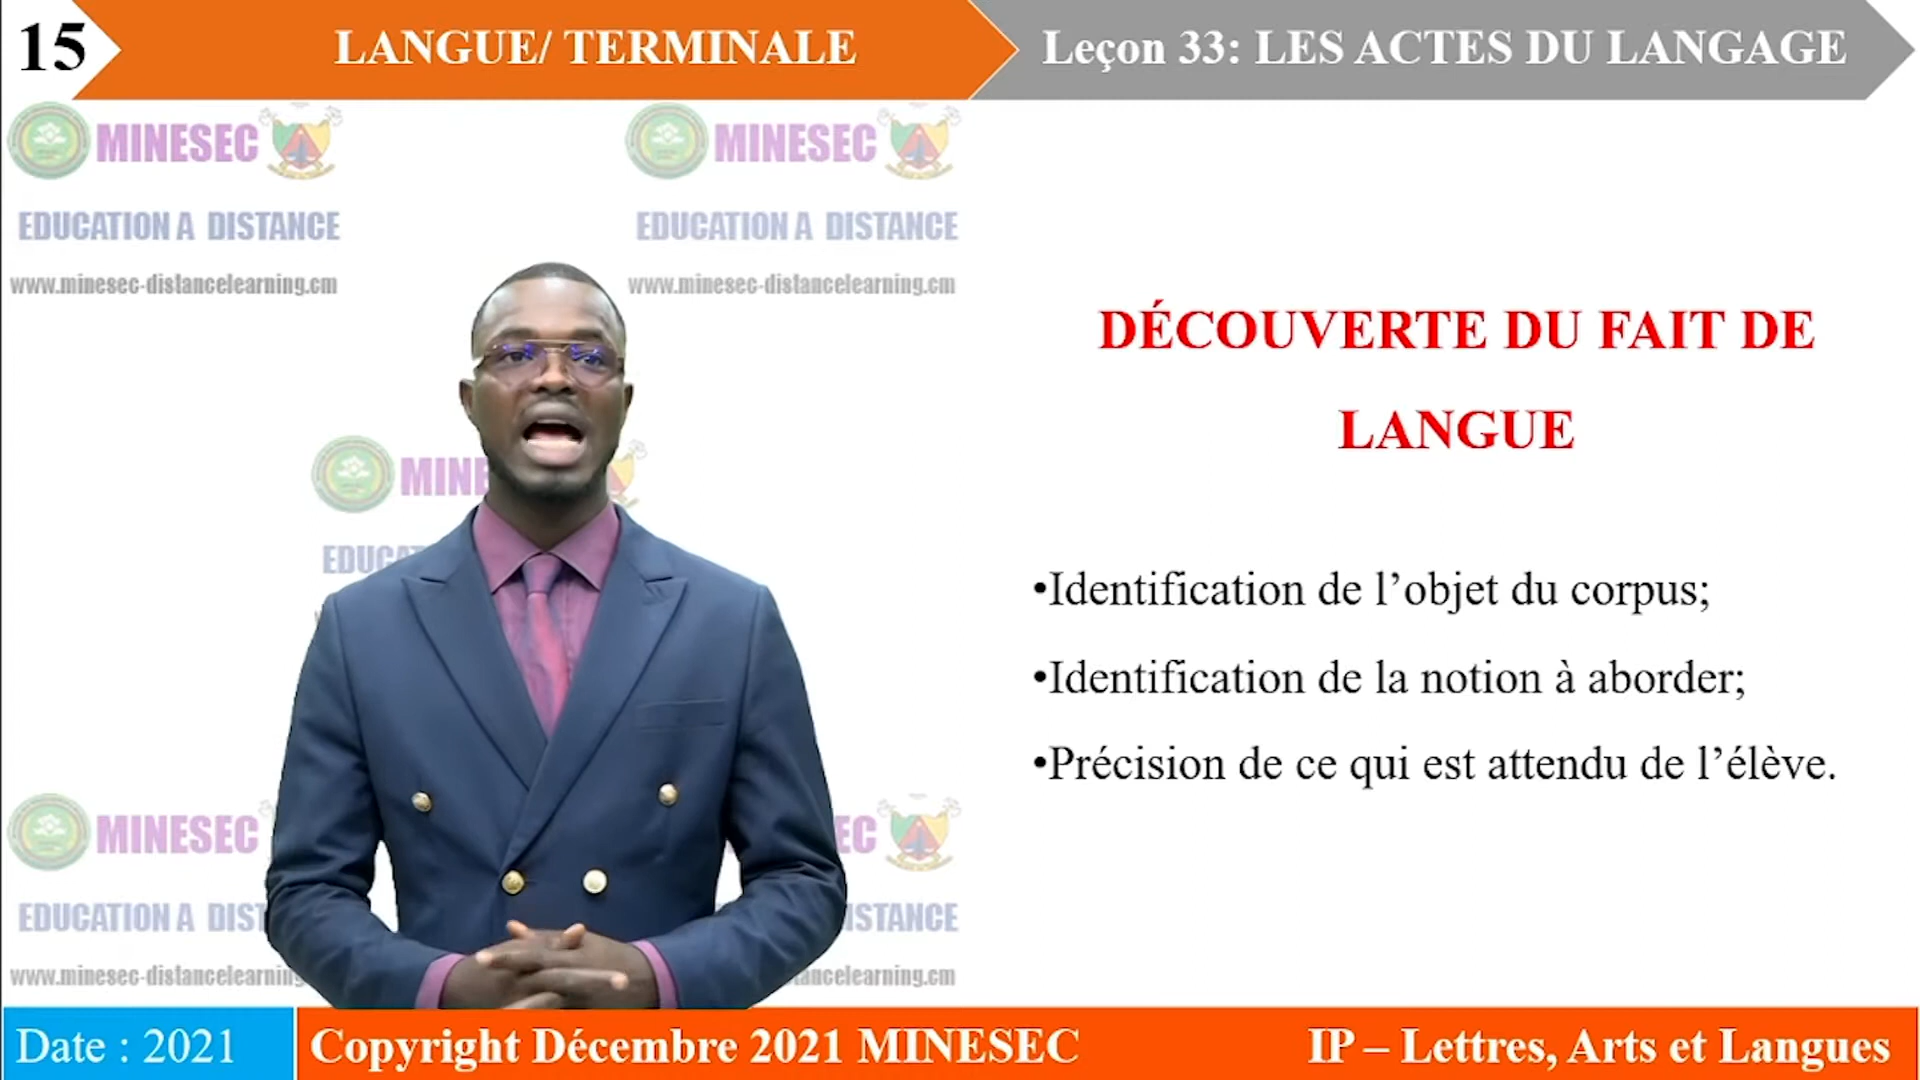 15
LANGUE/ TERMINALE
Leçon 33: LES ACTES DU LANGAGE
MINESEC
MINESEC
EDUCATION A DISTANCE
EDUCATION A DISTANCE
www.minesec-distancelearning.cm
www.minesec-distancelearning.cm
DÉCOUVERTE DU FAIT DE
LANGUE
•Identification de l’objet du corpus;
•Identification de la notion à aborder;
•Précision de ce qui est attendu de l’élève.
MINESEC
EDUCATION A
Date : 2021
Copyright Décembre 2021 MINESEC
IP – Lettres, Arts et Langues